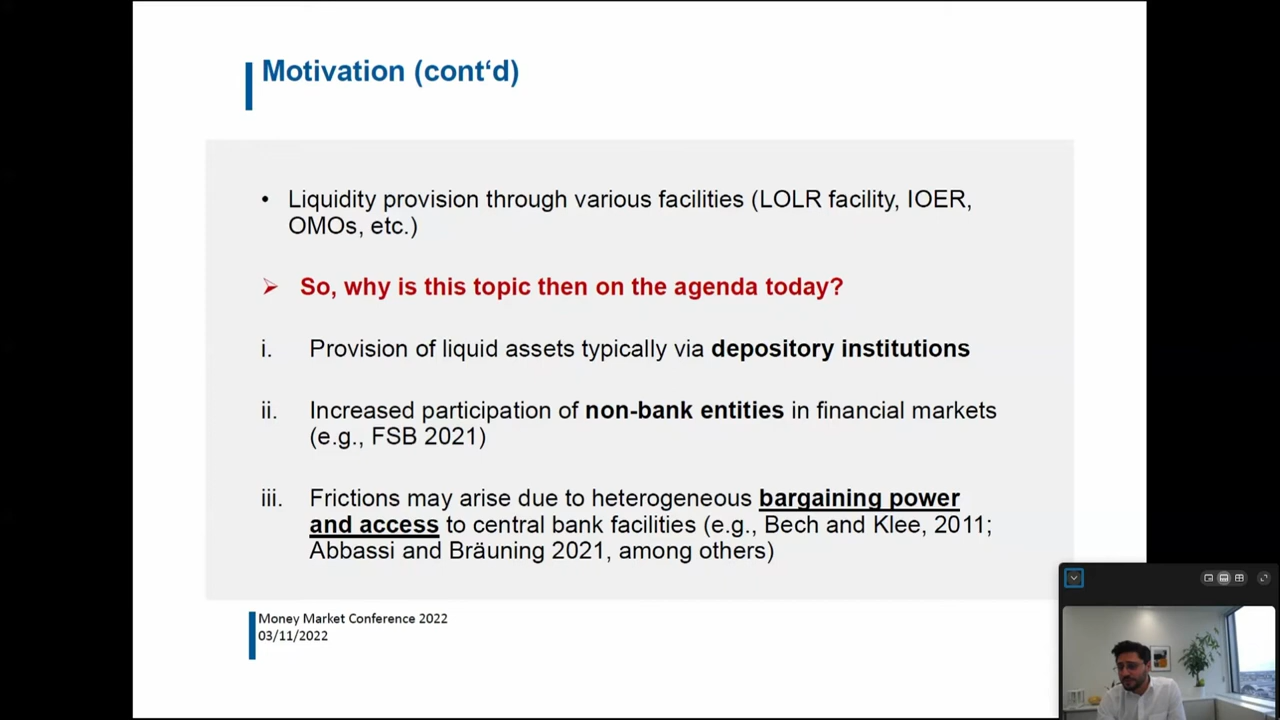 Motivation (cont‘d)
• Liquidity provision through various facilities (LOLR facility, IOER,
OMOs, etc.)
➢ So, why is this topic then on the agenda today?
i. Provision of liquid assets typically via depository institutions
ii. Increased participation of non-bank entities in financial markets
(e.g., FSB 2021)
iii. Frictions may arise due to heterogeneous bargaining power
and access to central bank facilities (e.g., Bech and Klee, 2011;
Abbassi and Bräuning 2021, among others)
Money Market Conference 2022
03/11/2022